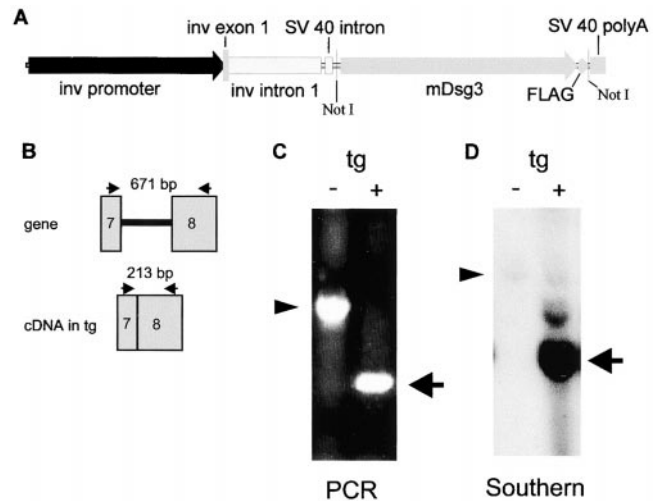 A
inv exon 1
SV 40 intron
SV 40 polyA
inv promoter
inv intron 1
Not I
mDsg3
FLAG
Not I
B
671 bp
gene
7
8
213 bp
cDNA in tg
7
8
C
tg
- +
PCR
D
tg
- +
Southern